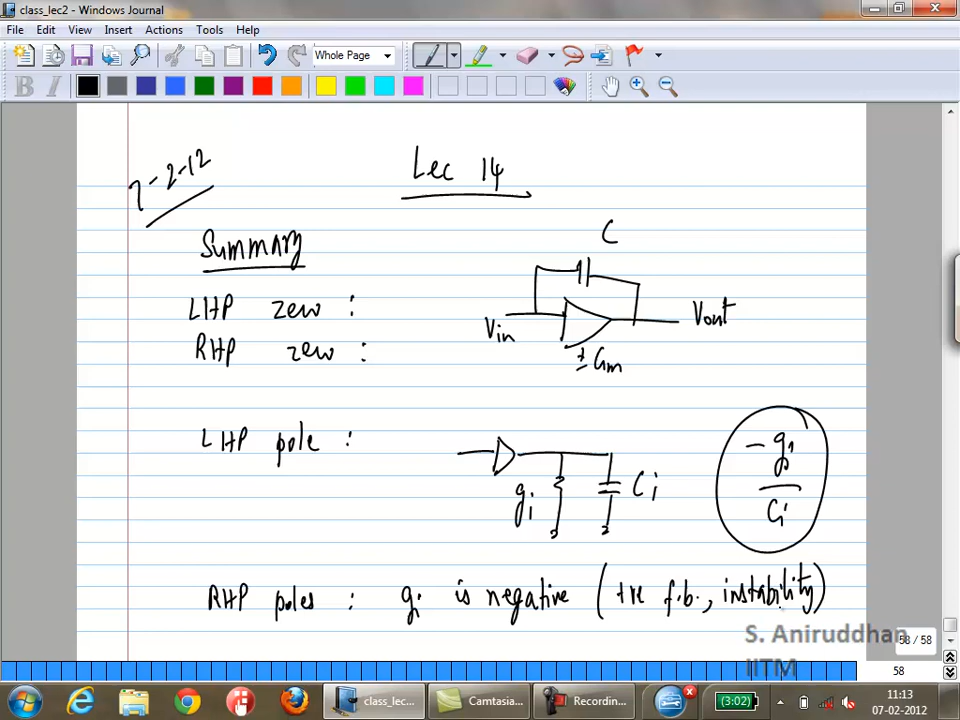 class_lec2 - Windows Journal
File Edit View Insert Actions Tools Help
Whole Page
B I
7-2-12
Lec 14
Summary
C
LHP zero :
Vin
Vout
RHP zero :
± Gm
LHP pole :
gi
Ci
- gi
Ci
RHP poles : gi is negative (+ve f.b., instability)
S. Aniruddhan
IITM
58 / 58
58
class_lec...
Camtasia...
Recordin...
(3:02)
11:13
07-02-2012